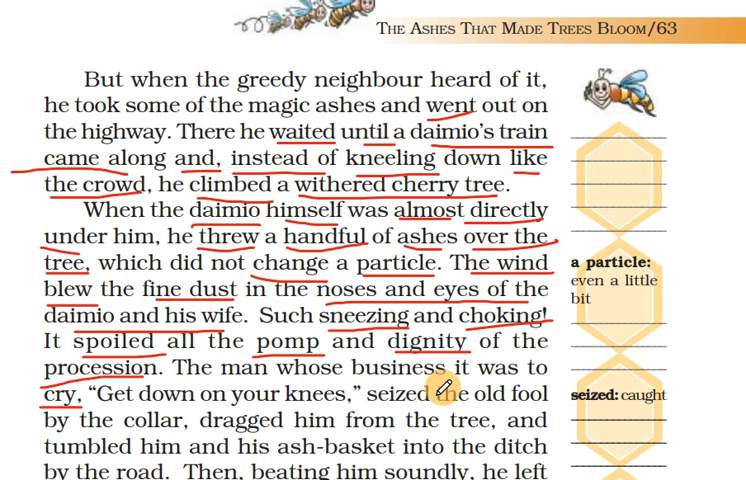 THE ASHES THAT MADE TREES BLOOM/63
But when the greedy neighbour heard of it,
he took some of the magic ashes and went out on
the highway. There he waited until a daimio's train
came along and, instead of kneeling down like
the crowd, he climbed a withered cherry tree.
When the daimio himself was almost directly
under him, he threw a handful of ashes over the
tree, which did not change a particle. The wind
blew the fine dust in the noses and eyes of the
daimio and his wife. Such sneezing and choking!
It spoiled all the pomp and dignity of the
procession. The man whose business it was to
cry, “Get down on your knees,” seized the old fool
by the collar, dragged him from the tree, and
tumbled him and his ash-basket into the ditch
by the road. Then, beating him soundly, he left
a particle:
even a little
bit
seized: caught